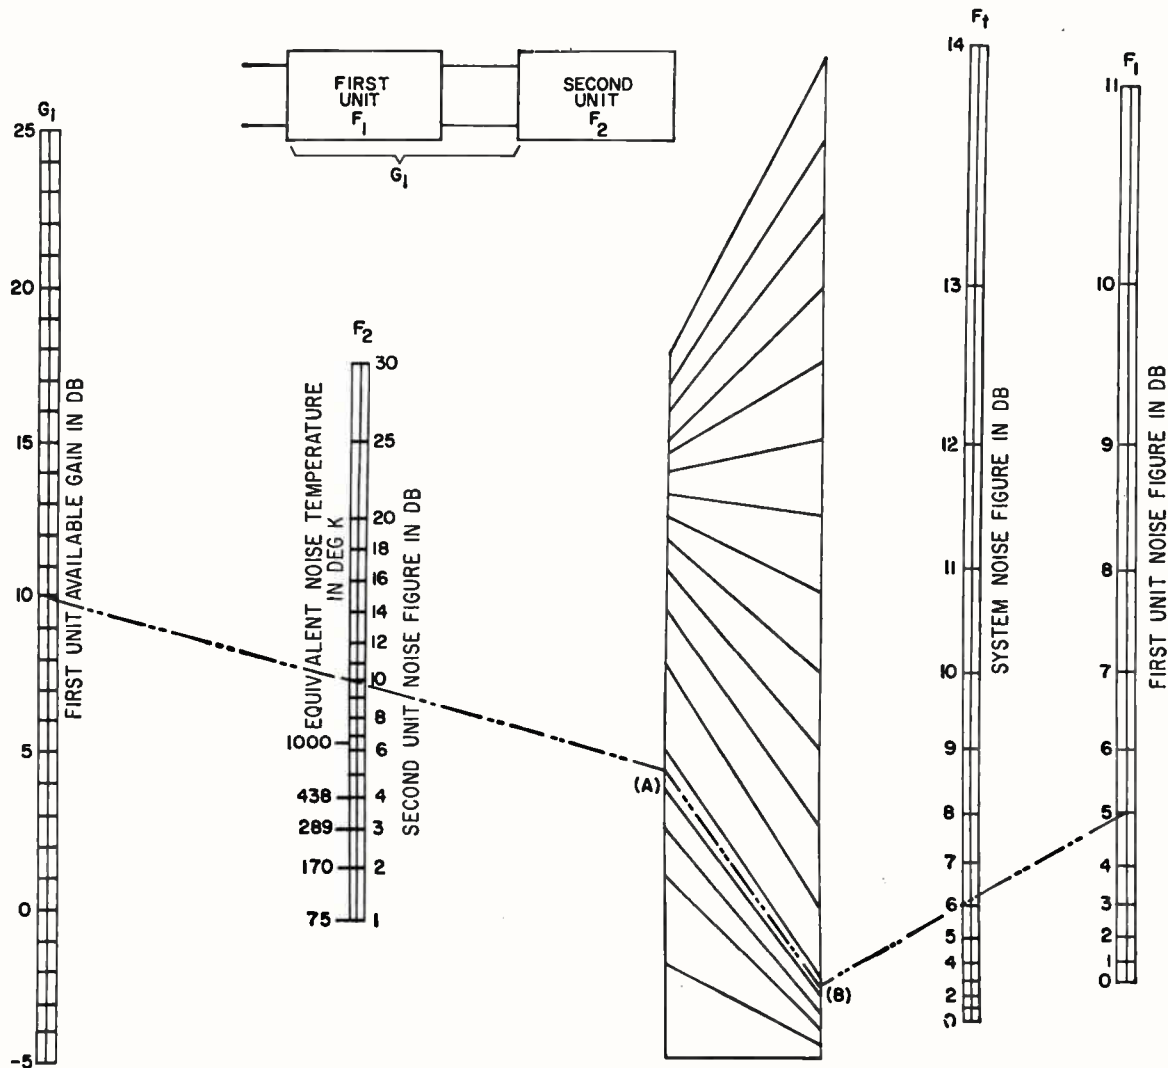 FIRST
UNIT
F1
SECOND
UNIT
F2
G1
G1
25
20
15
10
5
0
-5
FIRST UNIT AVAILABLE GAIN IN DB
F2
30
25
20
18
16
14
12
10
8
6
4
3
2
1
1000
438
289
170
75
EQUIVALENT NOISE TEMPERATURE
IN DEG K
SECOND UNIT NOISE FIGURE IN DB
(A)
(B)
Ft
14
13
12
11
10
9
8
7
6
5
4
2
0
SYSTEM NOISE FIGURE IN DB
F1
11
10
9
8
7
6
5
4
3
2
1
0
FIRST UNIT NOISE FIGURE IN DB